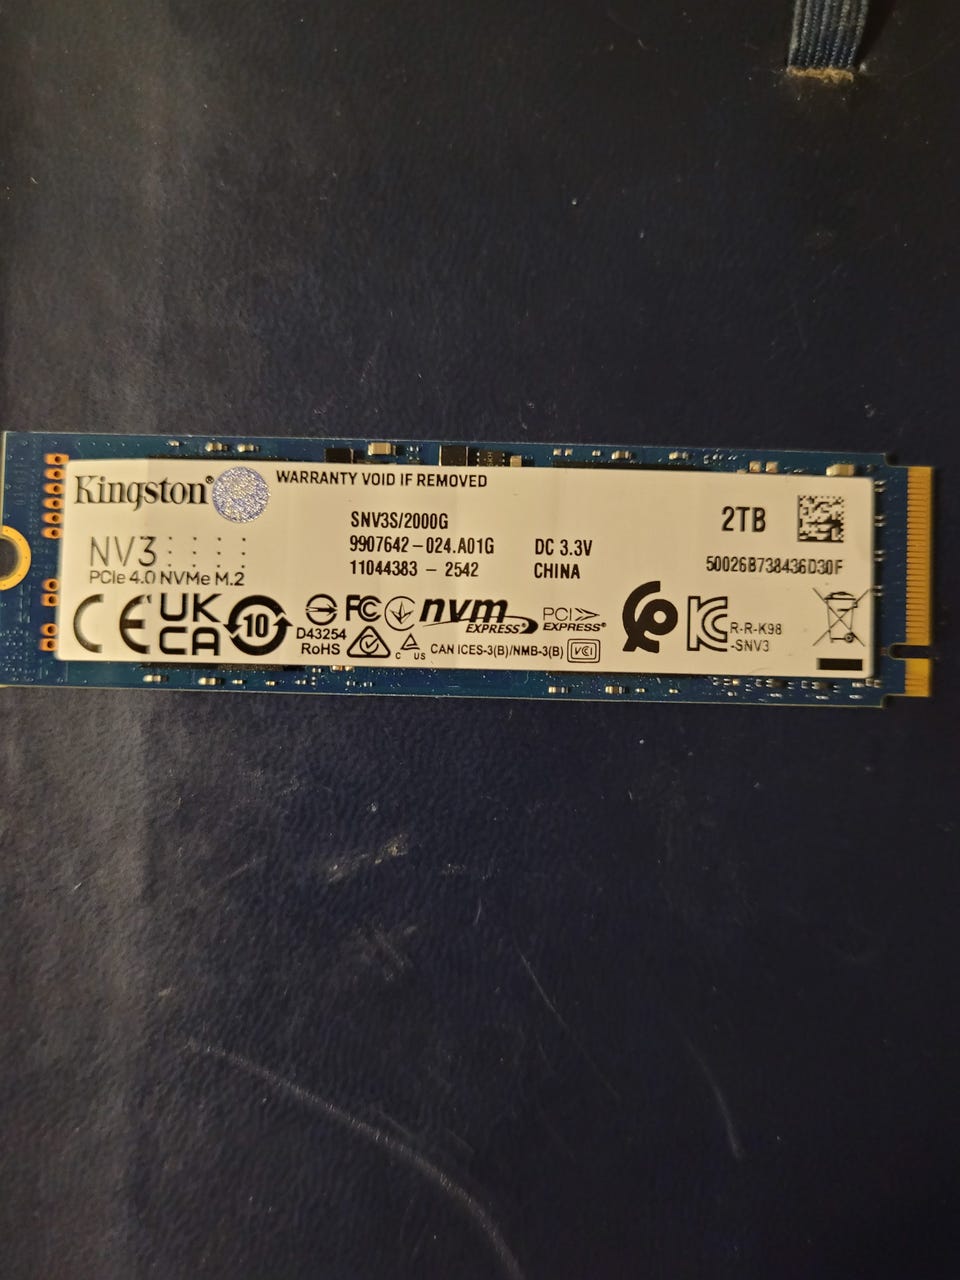 Kingston®
WARRANTY VOID IF REMOVED
SNV3S/2000G
9907642-024.A01G DC 3.3V
11044383 - 2542 CHINA
2TB
50026B738436D30F
NV3
PCIe 4.0 NVMe M.2
CE UK CA 10
D43254
RoHS
FC
nvm EXPRESS
PCI EXPRESS®
c us
CAN ICES-3(B)/NMB-3(B)
VCI
R-R-K98
-SNV3